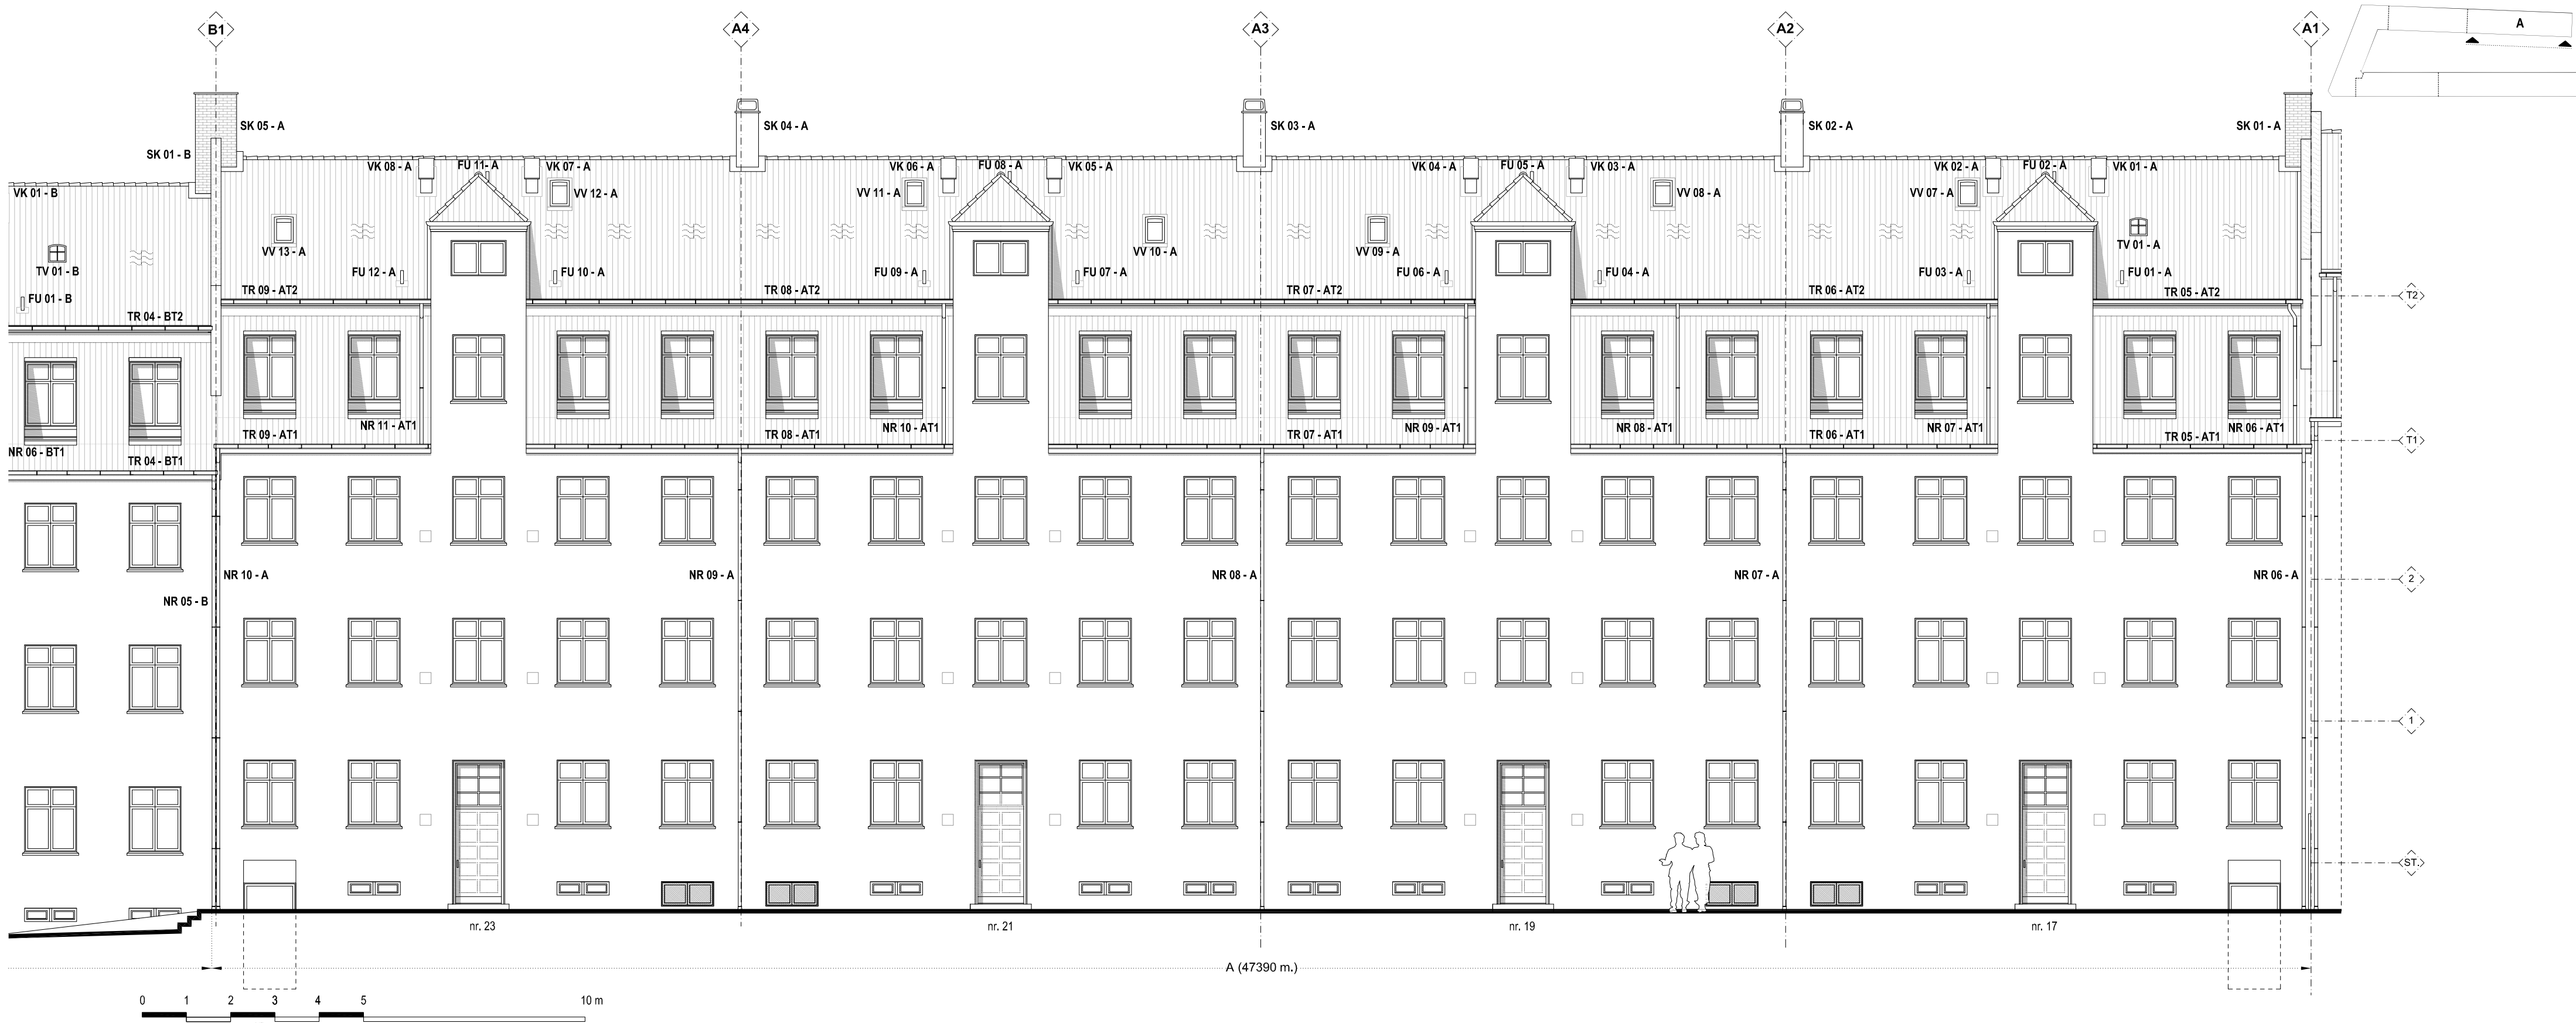 B1
A4
A3
A2
A1
A
SK 05 - A
SK 04 - A
SK 03 - A
SK 02 - A
SK 01 - A
SK 01 - B
VK 08 - A
FU 11- A
VK 07 - A
VK 06 - A
FU 08 - A
VK 05 - A
VK 04 - A
FU 05 - A
VK 03 - A
VK 02 - A
FU 02 - A
VK 01 - A
VK 01 - B
VV 12 - A
VV 11 - A
VV 08 - A
VV 07 - A
VV 13 - A
VV 10 - A
VV 09 - A
TV 01 - A
TV 01 - B
FU 12 - A
FU 10 - A
FU 09 - A
FU 07 - A
FU 06 - A
FU 04 - A
FU 03 - A
FU 01 - A
FU 01 - B
TR 09 - AT2
TR 08 - AT2
TR 07 - AT2
TR 06 - AT2
TR 05 - AT2
T2
TR 04 - BT2
NR 11 - AT1
NR 10 - AT1
NR 09 - AT1
NR 08 - AT1
NR 07 - AT1
NR 06 - AT1
TR 09 - AT1
TR 08 - AT1
TR 07 - AT1
TR 06 - AT1
TR 05 - AT1
T1
NR 06 - BT1
TR 04 - BT1
NR 10 - A
NR 09 - A
NR 08 - A
NR 07 - A
NR 06 - A
2
NR 05 - B
1
ST.
nr. 23
nr. 21
nr. 19
nr. 17
A (47390 m.)
0 1 2 3 4 5 10 m